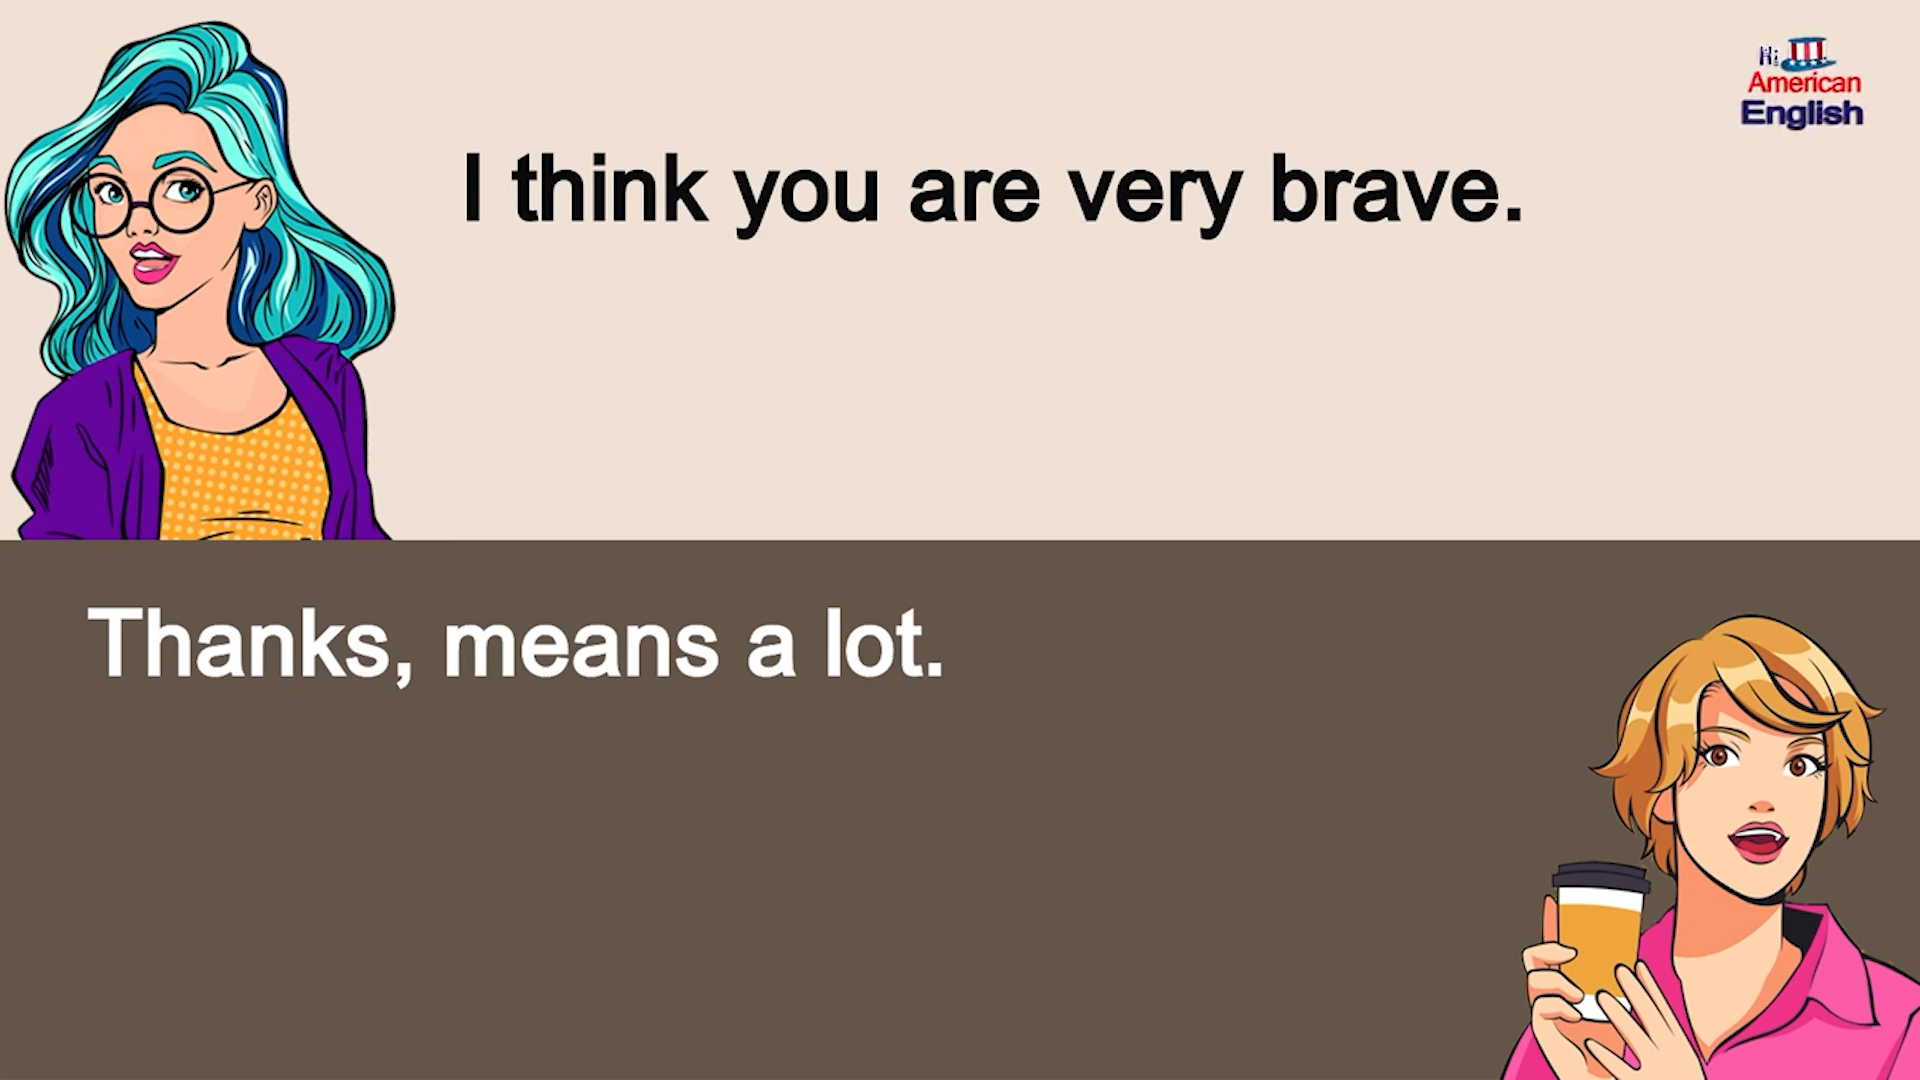 Hi
American
English
I think you are very brave.
Thanks, means a lot.